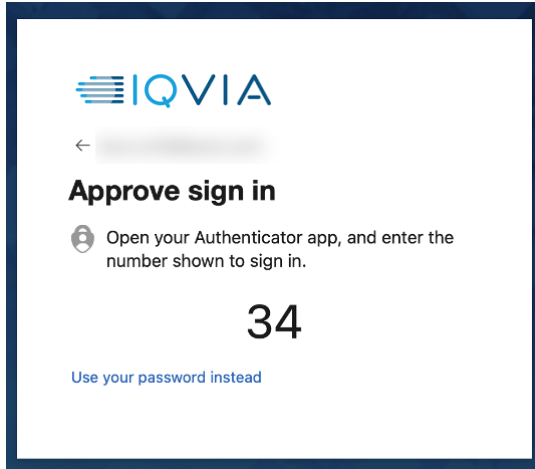 IQVIA
Approve sign in
Open your Authenticator app, and enter the
number shown to sign in.
34
Use your password instead